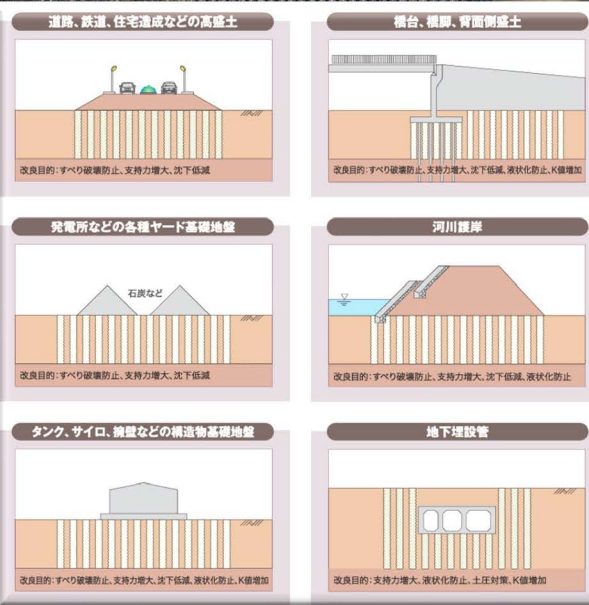 道路、鉄道、住宅造成などの高盛土
改良目的:すべり破壊防止、支持力増大、沈下低減
橋台、橋脚、背面側盛土
改良目的:すべり破壊防止、支持力増大、沈下低減、液状化防止、K値増加
発電所などの各種ヤード基礎地盤
石炭など
改良目的:すべり破壊防止、支持力増大、沈下低減
河川護岸
改良目的:すべり破壊防止、支持力増大、沈下低減、液状化防止
タンク、サイロ、擁壁などの構造物基礎地盤
改良目的:すべり破壊防止、支持力増大、沈下低減、液状化防止、K値増加
地下埋設管
改良目的:支持力増大、液状化防止、土圧対策、K値増加